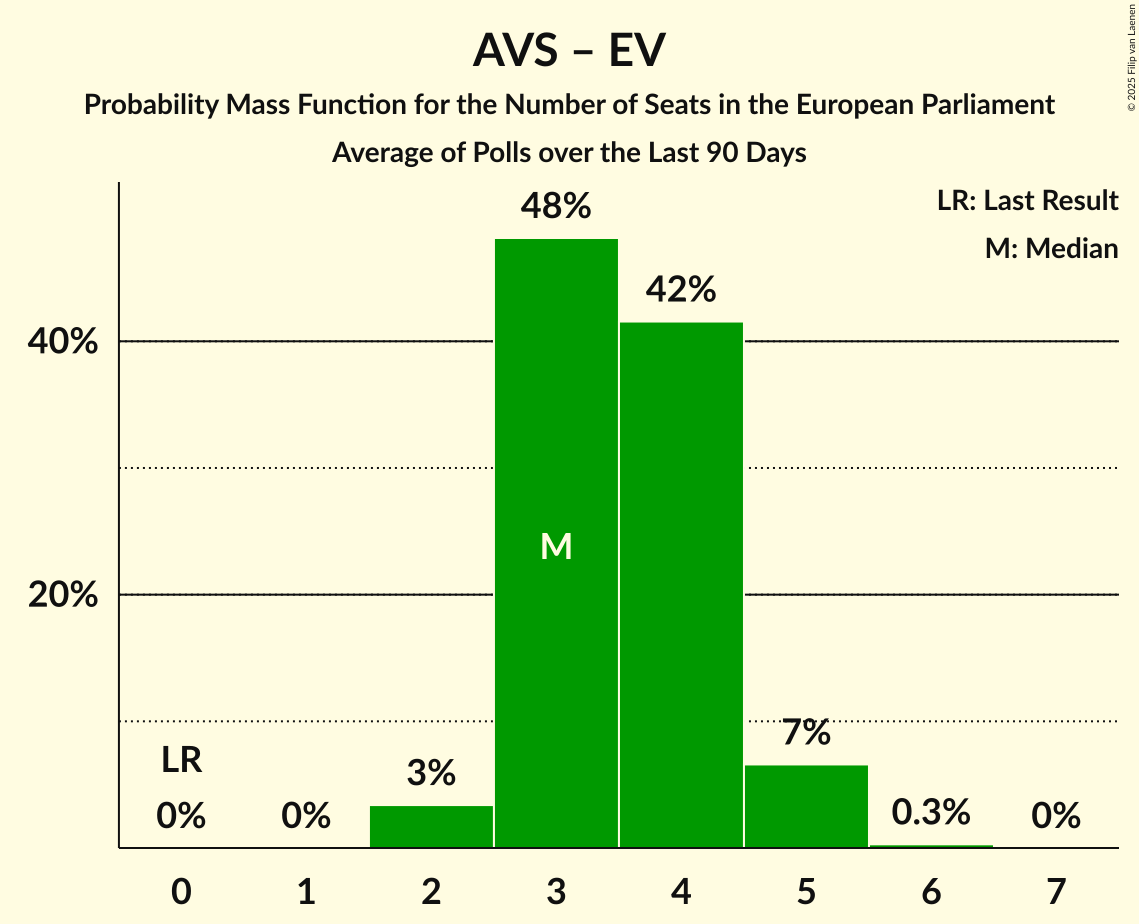 AVS – EV
Probability Mass Function for the Number of Seats in the European Parliament
Average of Polls over the Last 90 Days
© 2025 Filip van Laenen
LR: Last Result
M: Median
48%
42%
40%
M
20%
7%
LR
3%
0%
0%
0.3%
0%
0 1 2 3 4 5 6 7